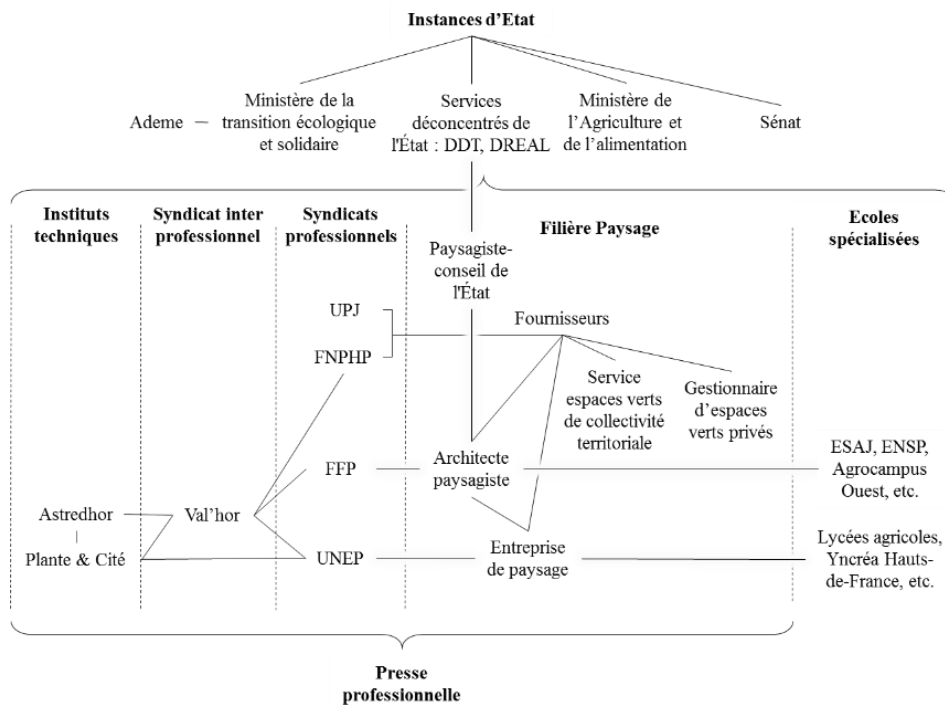 Instances d'Etat
Ademe
Ministère de la
transition écologique
et solidaire
Services
déconcentrés de
l'État : DDT, DREAL
Ministère de
l'Agriculture et
de l'alimentation
Sénat
Instituts
techniques
Syndicat inter
professionnel
Syndicats
professionnels
Filière Paysage
Ecoles
spécialisées
Paysagiste-
conseil de
l'État
UPJ
FNPHP
Fournisseurs
Service
espaces verts
de collectivité
territoriale
Gestionnaire
d'espaces
verts privés
FFP
Architecte
paysagiste
ESAJ, ENSP,
Agrocampus
Ouest, etc.
Astredhor
Plante & Cité
Val'hor
UNEP
Entreprise
de paysage
Lycées agricoles,
Yncréa Hauts-
de-France, etc.
Presse
professionnelle